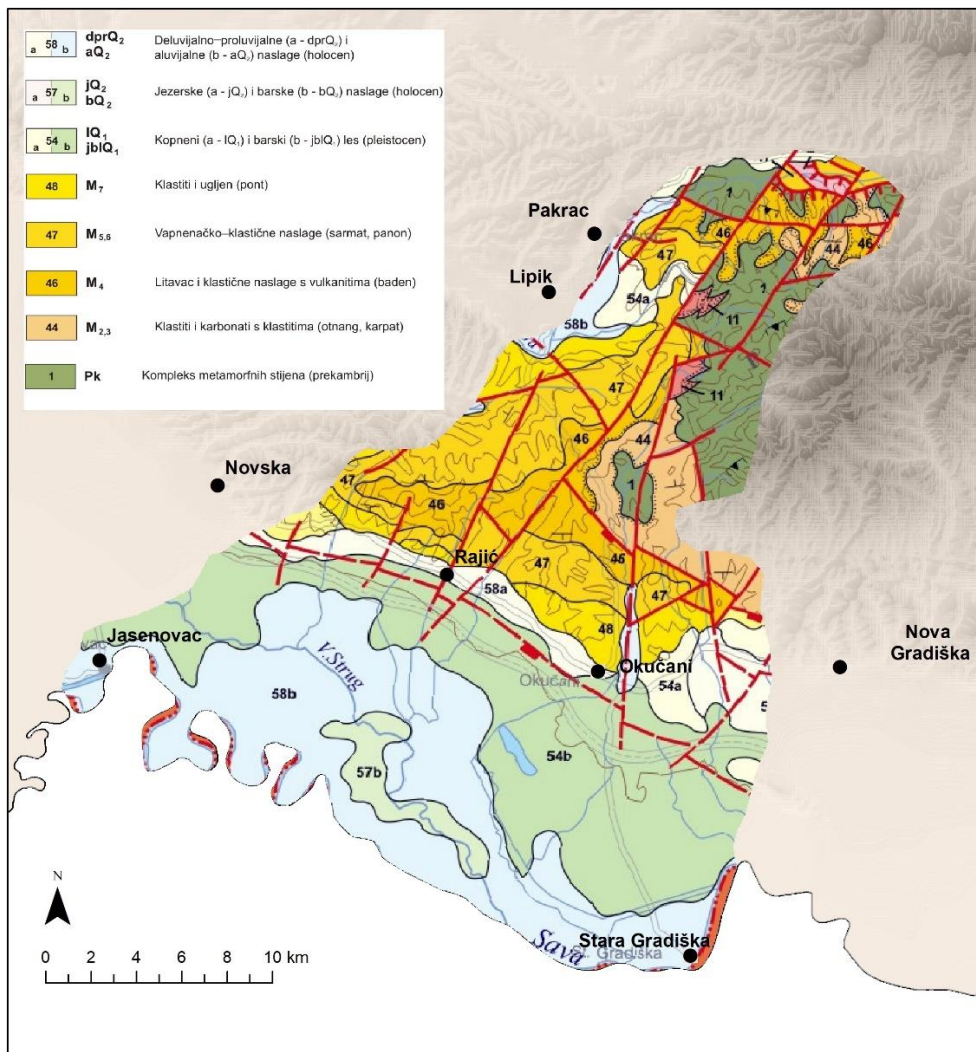 a 58 b dprQ₂
aQ₂
Deluvijalno–proluvijalne (a - dprQ₂) i
aluvijalne (b - aQ₂) naslage (holocen)
a 57 b jQ₂
bQ₂
Jezerske (a - jQ₂) i barske (b - bQ₂) naslage (holocen)
a 54 b lQ₁
jblQ₁
Kopneni (a - lQ₁) i barski (b - jblQ₁) les (pleistocen)
48 M₇ Klastiti i ugljen (pont)
47 M₅,₆ Vapnenačko–klastične naslage (sarmat, panon)
46 M₄ Litavac i klastične naslage s vulkanitima (baden)
44 M₂,₃ Klastiti i karbonati s klastitima (otnang, karpat)
1 Pk Kompleks metamorfnih stijena (prekambrij)
1
Pakrac
46
44
46
47
Lipik
54a
1
11
58b
47
11
46
44
Novska
47
1
46
Rajić
47
46
58a
47
48
Nova
Gradiška
Jasenovac
Okučani
Okučani
54a
V.Strug
58b
54b
57b
N
Stara Gradiška
Sava
Gradiška
0 2 4 6 8 10 km